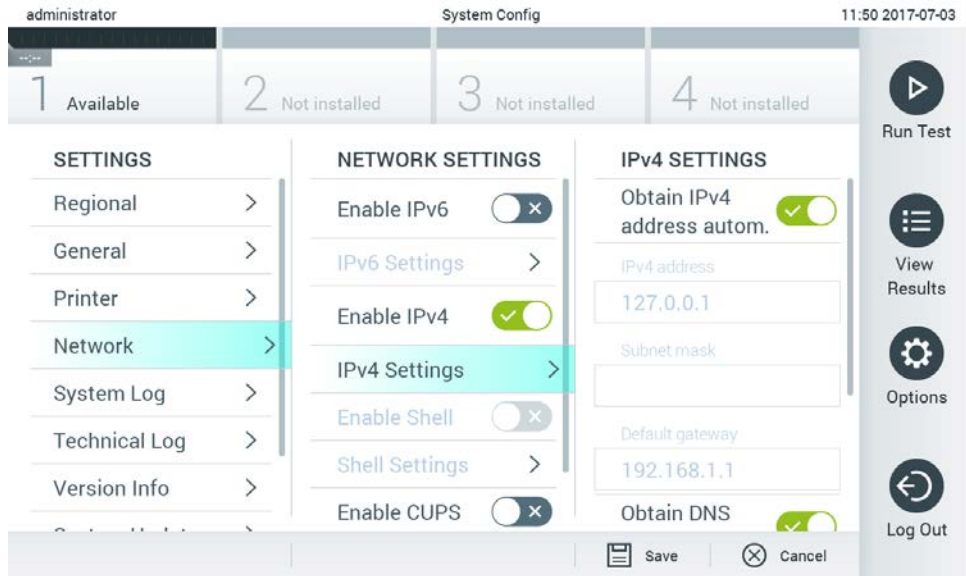 administrator System Config 11:50 2017-07-03
--:--
1 Available 2 Not installed 3 Not installed 4 Not installed
Run Test
View
Results
Options
Log Out
SETTINGS
Regional
General
Printer
Network
System Log
Technical Log
Version Info
NETWORK SETTINGS
Enable IPv6
IPv6 Settings
Enable IPv4
IPv4 Settings
Enable Shell
Shell Settings
Enable CUPS
IPv4 SETTINGS
Obtain IPv4
address autom.
IPv4 address
127.0.0.1
Subnet mask
Default gateway
192.168.1.1
Obtain DNS
Save Cancel